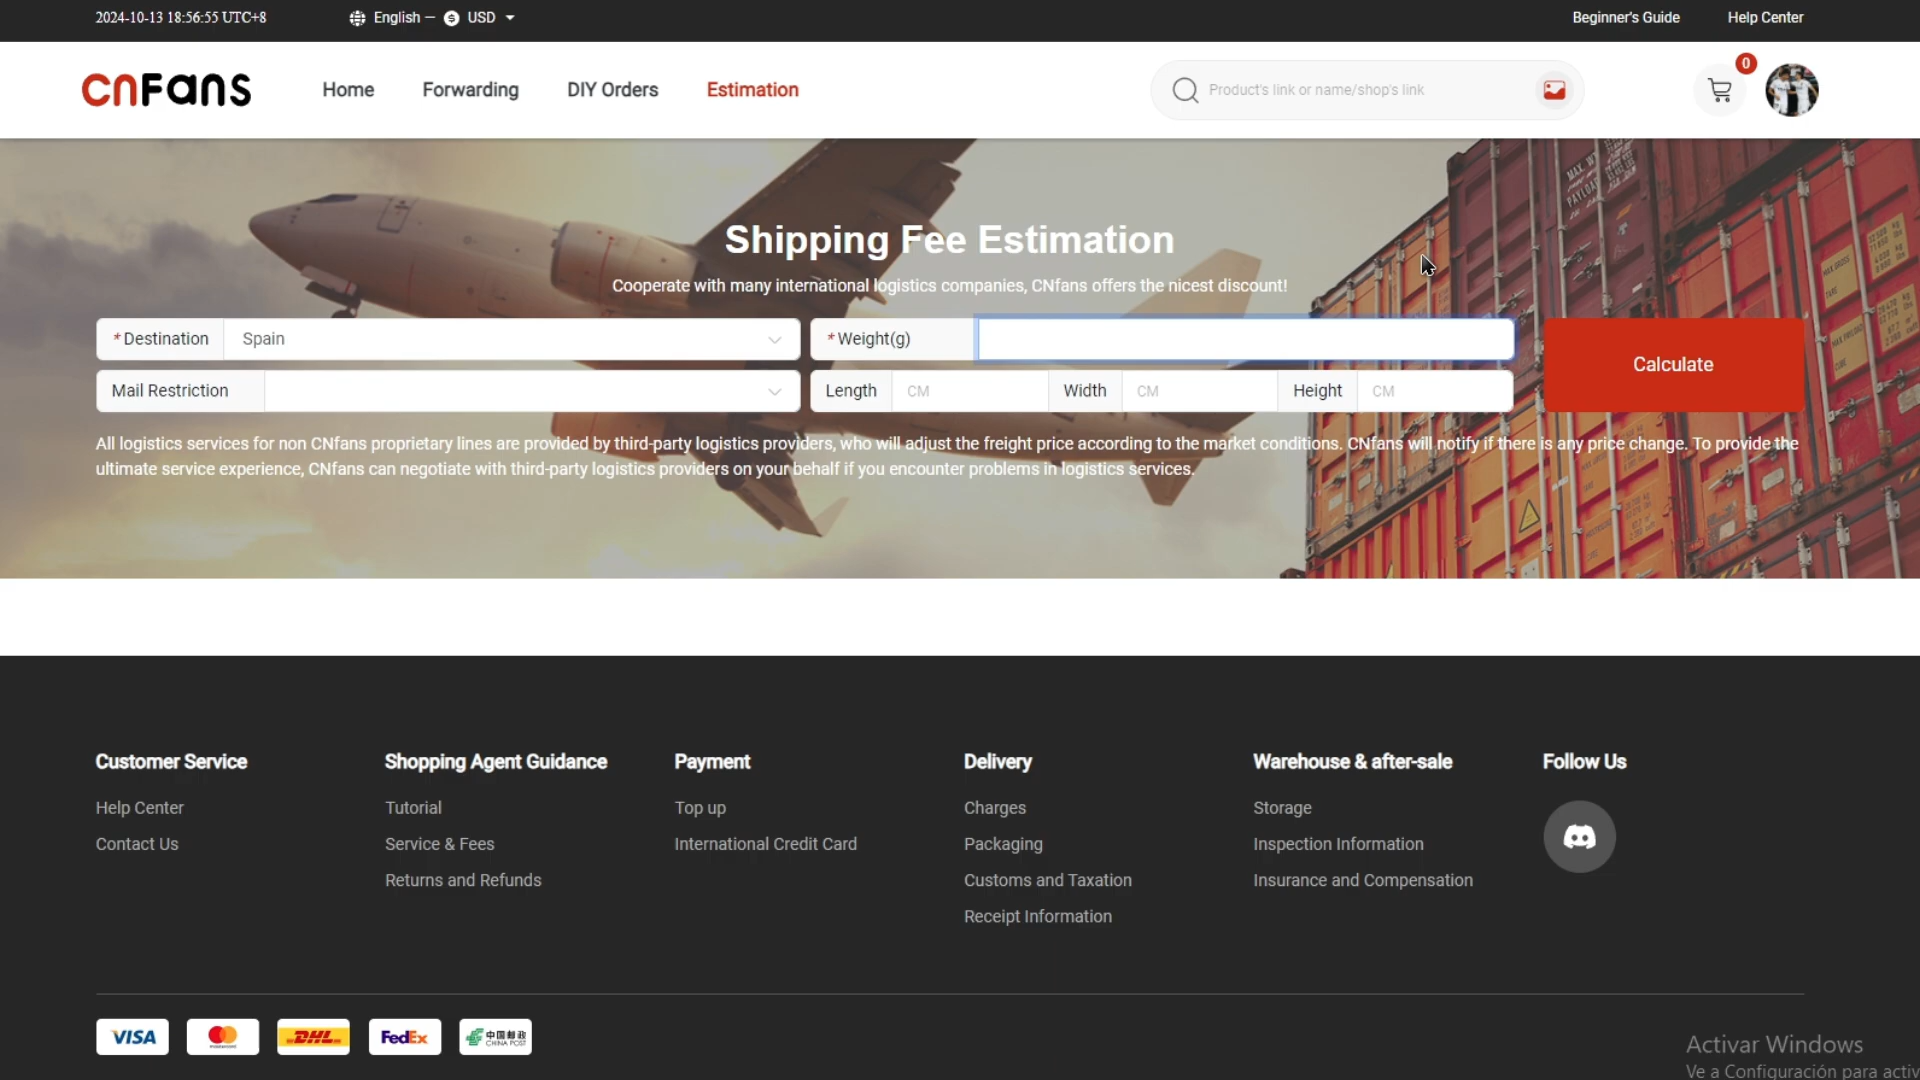 2024-10-13 18:56:55 UTC+8
English – USD
Beginner's Guide
Help Center
CNFans
Home
Forwarding
DIY Orders
Estimation
Product's link or name/shop's link
0
Shipping Fee Estimation
Cooperate with many international logistics companies, CNfans offers the nicest discount!
* Destination
Spain
* Weight(g)
Calculate
Mail Restriction
Length
CM
Width
CM
Height
CM
All logistics services for non CNfans proprietary lines are provided by third-party logistics providers, who will adjust the freight price according to the market conditions. CNfans will notify if there is any price change. To provide the
ultimate service experience, CNfans can negotiate with third-party logistics providers on your behalf if you encounter problems in logistics services.
Customer Service
Help Center
Contact Us
Shopping Agent Guidance
Tutorial
Service & Fees
Returns and Refunds
Payment
Top up
International Credit Card
Delivery
Charges
Packaging
Customs and Taxation
Receipt Information
Warehouse & after-sale
Storage
Inspection Information
Insurance and Compensation
Follow Us
VISA
DHL
FedEx
中国邮政
CHINA POST
Activar Windows
Ve a Configuración para activ